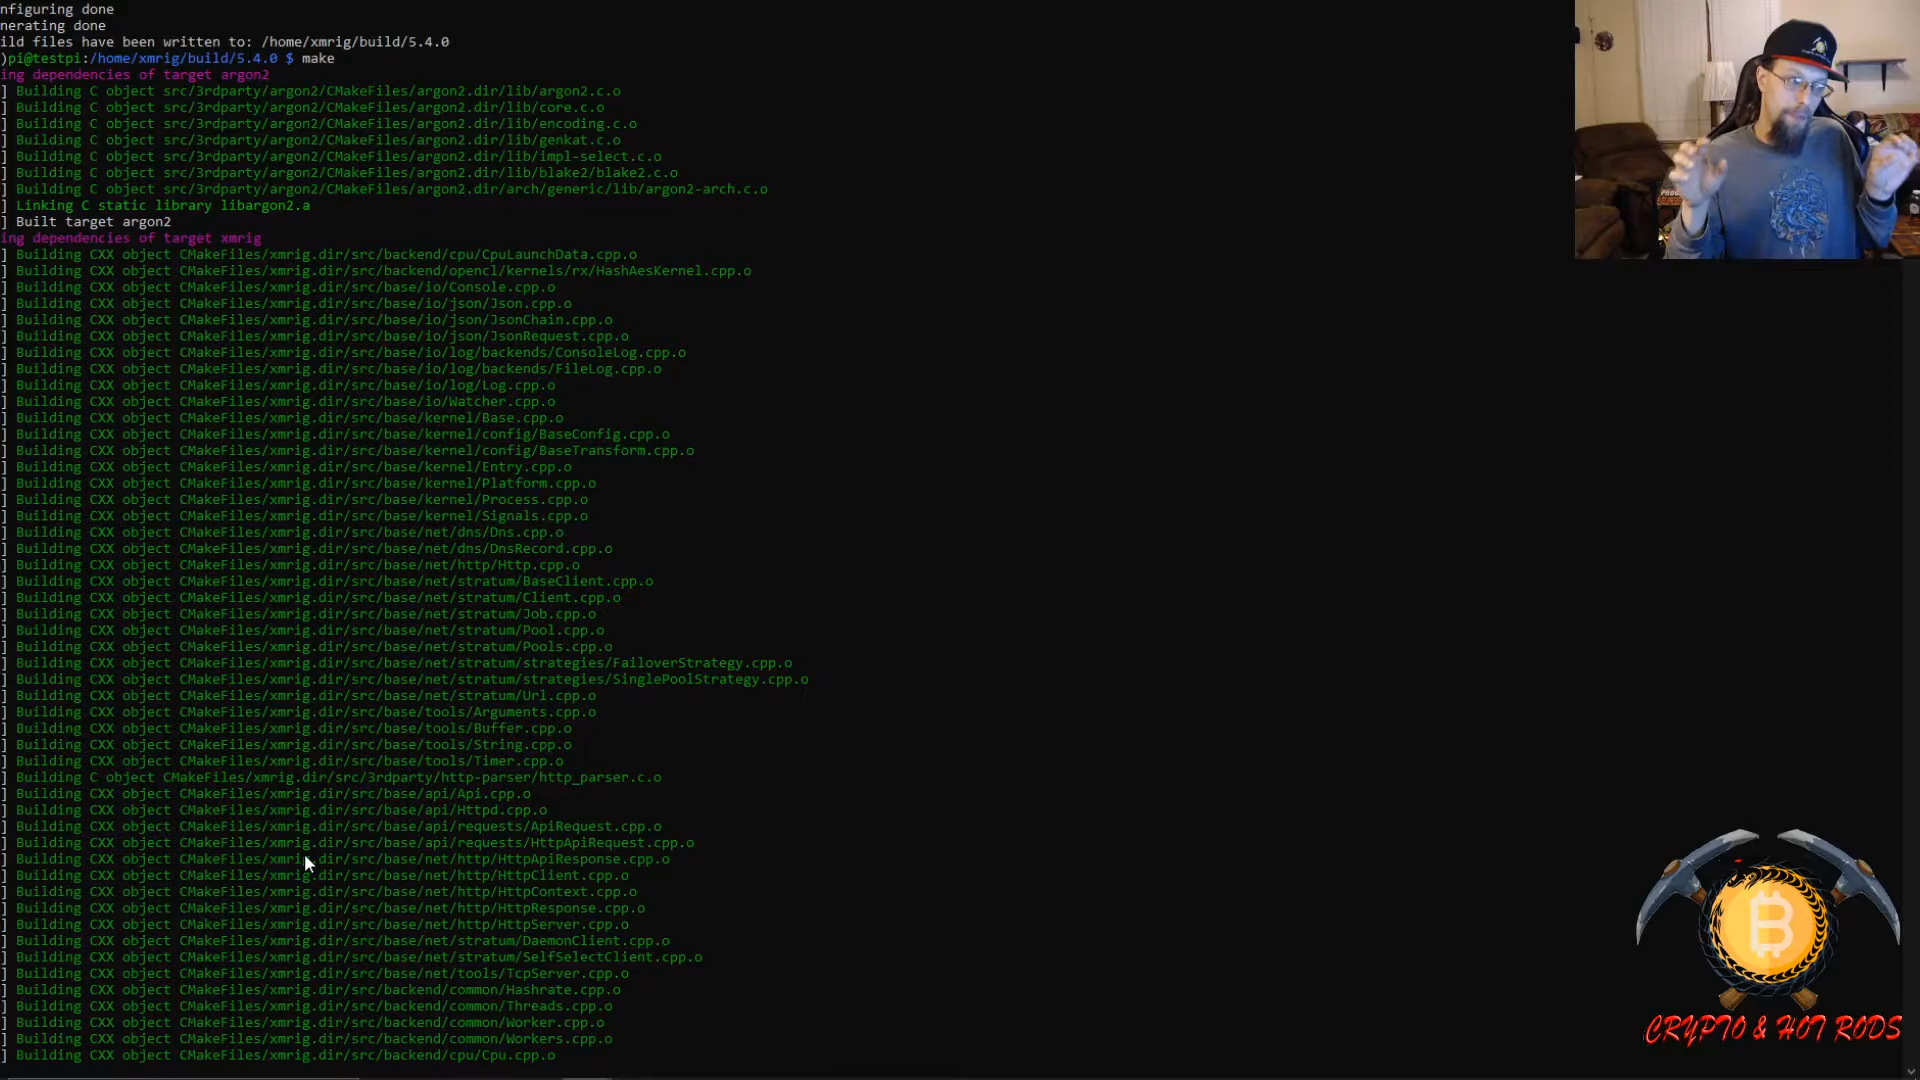 nfiguring done
nerating done
ild files have been written to: /home/xmrig/build/5.4.0
)pi@testpi:/home/xmrig/build/5.4.0 $ make
ing dependencies of target argon2
] Building C object src/3rdparty/argon2/CMakeFiles/argon2.dir/lib/argon2.c.o
] Building C object src/3rdparty/argon2/CMakeFiles/argon2.dir/lib/core.c.o
] Building C object src/3rdparty/argon2/CMakeFiles/argon2.dir/lib/encoding.c.o
] Building C object src/3rdparty/argon2/CMakeFiles/argon2.dir/lib/genkat.c.o
] Building C object src/3rdparty/argon2/CMakeFiles/argon2.dir/lib/impl-select.c.o
] Building C object src/3rdparty/argon2/CMakeFiles/argon2.dir/lib/blake2/blake2.c.o
] Building C object src/3rdparty/argon2/CMakeFiles/argon2.dir/arch/generic/lib/argon2-arch.c.o
] Linking C static library libargon2.a
] Built target argon2
ing dependencies of target xmrig
] Building CXX object CMakeFiles/xmrig.dir/src/backend/cpu/CpuLaunchData.cpp.o
] Building CXX object CMakeFiles/xmrig.dir/src/backend/opencl/kernels/rx/HashAesKernel.cpp.o
] Building CXX object CMakeFiles/xmrig.dir/src/base/io/Console.cpp.o
] Building CXX object CMakeFiles/xmrig.dir/src/base/io/json/Json.cpp.o
] Building CXX object CMakeFiles/xmrig.dir/src/base/io/json/JsonChain.cpp.o
] Building CXX object CMakeFiles/xmrig.dir/src/base/io/json/JsonRequest.cpp.o
] Building CXX object CMakeFiles/xmrig.dir/src/base/io/log/backends/ConsoleLog.cpp.o
] Building CXX object CMakeFiles/xmrig.dir/src/base/io/log/backends/FileLog.cpp.o
] Building CXX object CMakeFiles/xmrig.dir/src/base/io/log/Log.cpp.o
] Building CXX object CMakeFiles/xmrig.dir/src/base/io/Watcher.cpp.o
] Building CXX object CMakeFiles/xmrig.dir/src/base/kernel/Base.cpp.o
] Building CXX object CMakeFiles/xmrig.dir/src/base/kernel/config/BaseConfig.cpp.o
] Building CXX object CMakeFiles/xmrig.dir/src/base/kernel/config/BaseTransform.cpp.o
] Building CXX object CMakeFiles/xmrig.dir/src/base/kernel/Entry.cpp.o
] Building CXX object CMakeFiles/xmrig.dir/src/base/kernel/Platform.cpp.o
] Building CXX object CMakeFiles/xmrig.dir/src/base/kernel/Process.cpp.o
] Building CXX object CMakeFiles/xmrig.dir/src/base/kernel/Signals.cpp.o
] Building CXX object CMakeFiles/xmrig.dir/src/base/net/dns/Dns.cpp.o
] Building CXX object CMakeFiles/xmrig.dir/src/base/net/dns/DnsRecord.cpp.o
] Building CXX object CMakeFiles/xmrig.dir/src/base/net/http/Http.cpp.o
] Building CXX object CMakeFiles/xmrig.dir/src/base/net/stratum/BaseClient.cpp.o
] Building CXX object CMakeFiles/xmrig.dir/src/base/net/stratum/Client.cpp.o
] Building CXX object CMakeFiles/xmrig.dir/src/base/net/stratum/Job.cpp.o
] Building CXX object CMakeFiles/xmrig.dir/src/base/net/stratum/Pool.cpp.o
] Building CXX object CMakeFiles/xmrig.dir/src/base/net/stratum/Pools.cpp.o
] Building CXX object CMakeFiles/xmrig.dir/src/base/net/stratum/strategies/FailoverStrategy.cpp.o
] Building CXX object CMakeFiles/xmrig.dir/src/base/net/stratum/strategies/SinglePoolStrategy.cpp.o
] Building CXX object CMakeFiles/xmrig.dir/src/base/net/stratum/Url.cpp.o
] Building CXX object CMakeFiles/xmrig.dir/src/base/tools/Arguments.cpp.o
] Building CXX object CMakeFiles/xmrig.dir/src/base/tools/Buffer.cpp.o
] Building CXX object CMakeFiles/xmrig.dir/src/base/tools/String.cpp.o
] Building CXX object CMakeFiles/xmrig.dir/src/base/tools/Timer.cpp.o
] Building C object CMakeFiles/xmrig.dir/src/3rdparty/http-parser/http_parser.c.o
] Building CXX object CMakeFiles/xmrig.dir/src/base/api/Api.cpp.o
] Building CXX object CMakeFiles/xmrig.dir/src/base/api/Httpd.cpp.o
] Building CXX object CMakeFiles/xmrig.dir/src/base/api/requests/ApiRequest.cpp.o
] Building CXX object CMakeFiles/xmrig.dir/src/base/api/requests/HttpApiRequest.cpp.o
] Building CXX object CMakeFiles/xmrig.dir/src/base/net/http/HttpApiResponse.cpp.o
] Building CXX object CMakeFiles/xmrig.dir/src/base/net/http/HttpClient.cpp.o
] Building CXX object CMakeFiles/xmrig.dir/src/base/net/http/HttpContext.cpp.o
] Building CXX object CMakeFiles/xmrig.dir/src/base/net/http/HttpResponse.cpp.o
] Building CXX object CMakeFiles/xmrig.dir/src/base/net/http/HttpServer.cpp.o
] Building CXX object CMakeFiles/xmrig.dir/src/base/net/stratum/DaemonClient.cpp.o
] Building CXX object CMakeFiles/xmrig.dir/src/base/net/stratum/SelfSelectClient.cpp.o
] Building CXX object CMakeFiles/xmrig.dir/src/base/net/tools/TcpServer.cpp.o
] Building CXX object CMakeFiles/xmrig.dir/src/backend/common/Hashrate.cpp.o
] Building CXX object CMakeFiles/xmrig.dir/src/backend/common/Threads.cpp.o
] Building CXX object CMakeFiles/xmrig.dir/src/backend/common/Worker.cpp.o
] Building CXX object CMakeFiles/xmrig.dir/src/backend/common/Workers.cpp.o
] Building CXX object CMakeFiles/xmrig.dir/src/backend/cpu/Cpu.cpp.o
CRYPTO & HOT RODS